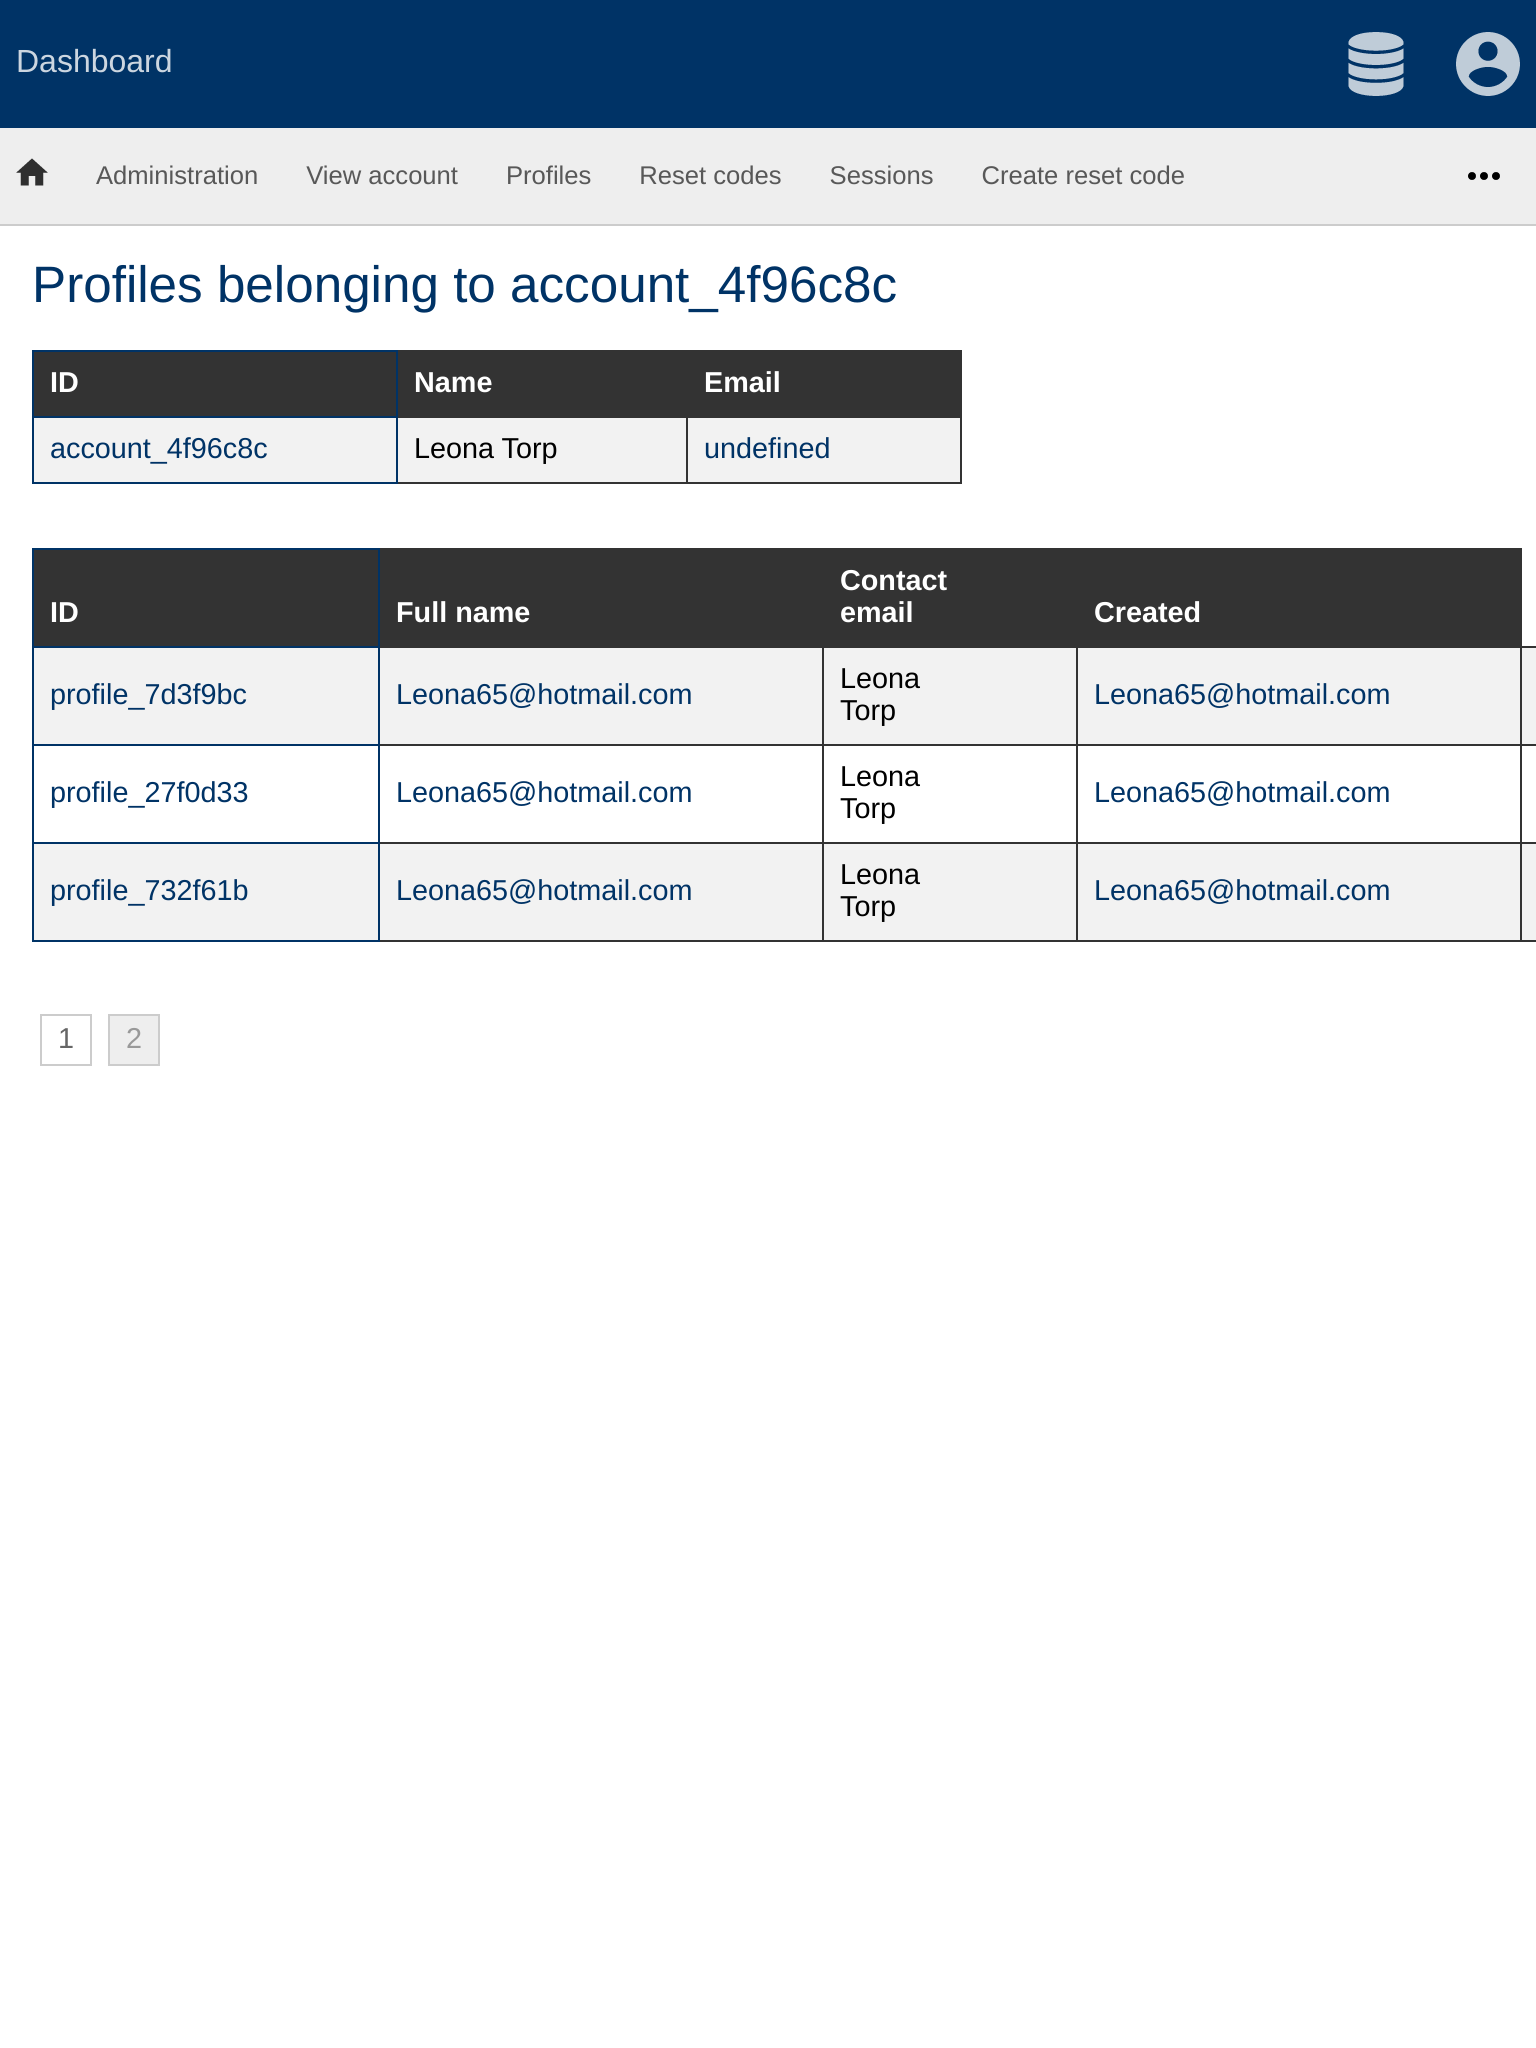 Dashboard
Administration View account Profiles Reset codes Sessions Create reset code
Profiles belonging to account_4f96c8c
ID Name Email
account_4f96c8c Leona Torp undefined
ID Full name Contact email Created
profile_7d3f9bc Leona65@hotmail.com Leona Torp Leona65@hotmail.com
profile_27f0d33 Leona65@hotmail.com Leona Torp Leona65@hotmail.com
profile_732f61b Leona65@hotmail.com Leona Torp Leona65@hotmail.com
1 2